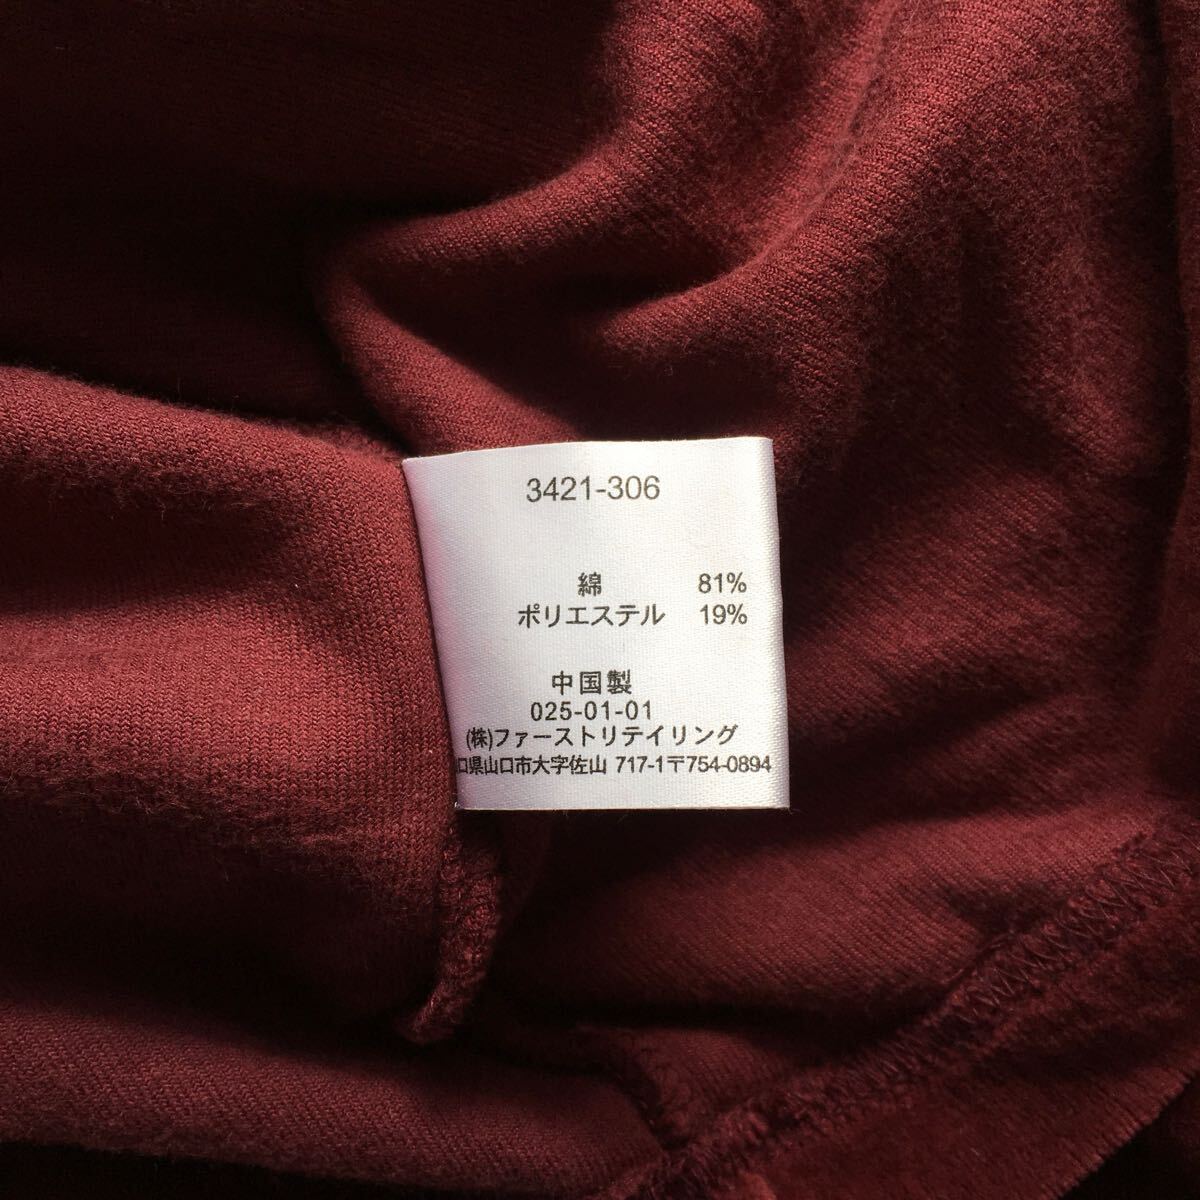 3421-306
綿 81%
ポリエステル 19%
中国製
025-01-01
(株)ファーストリテイリング
口県山口市大字佐山 717-1〒754-0894